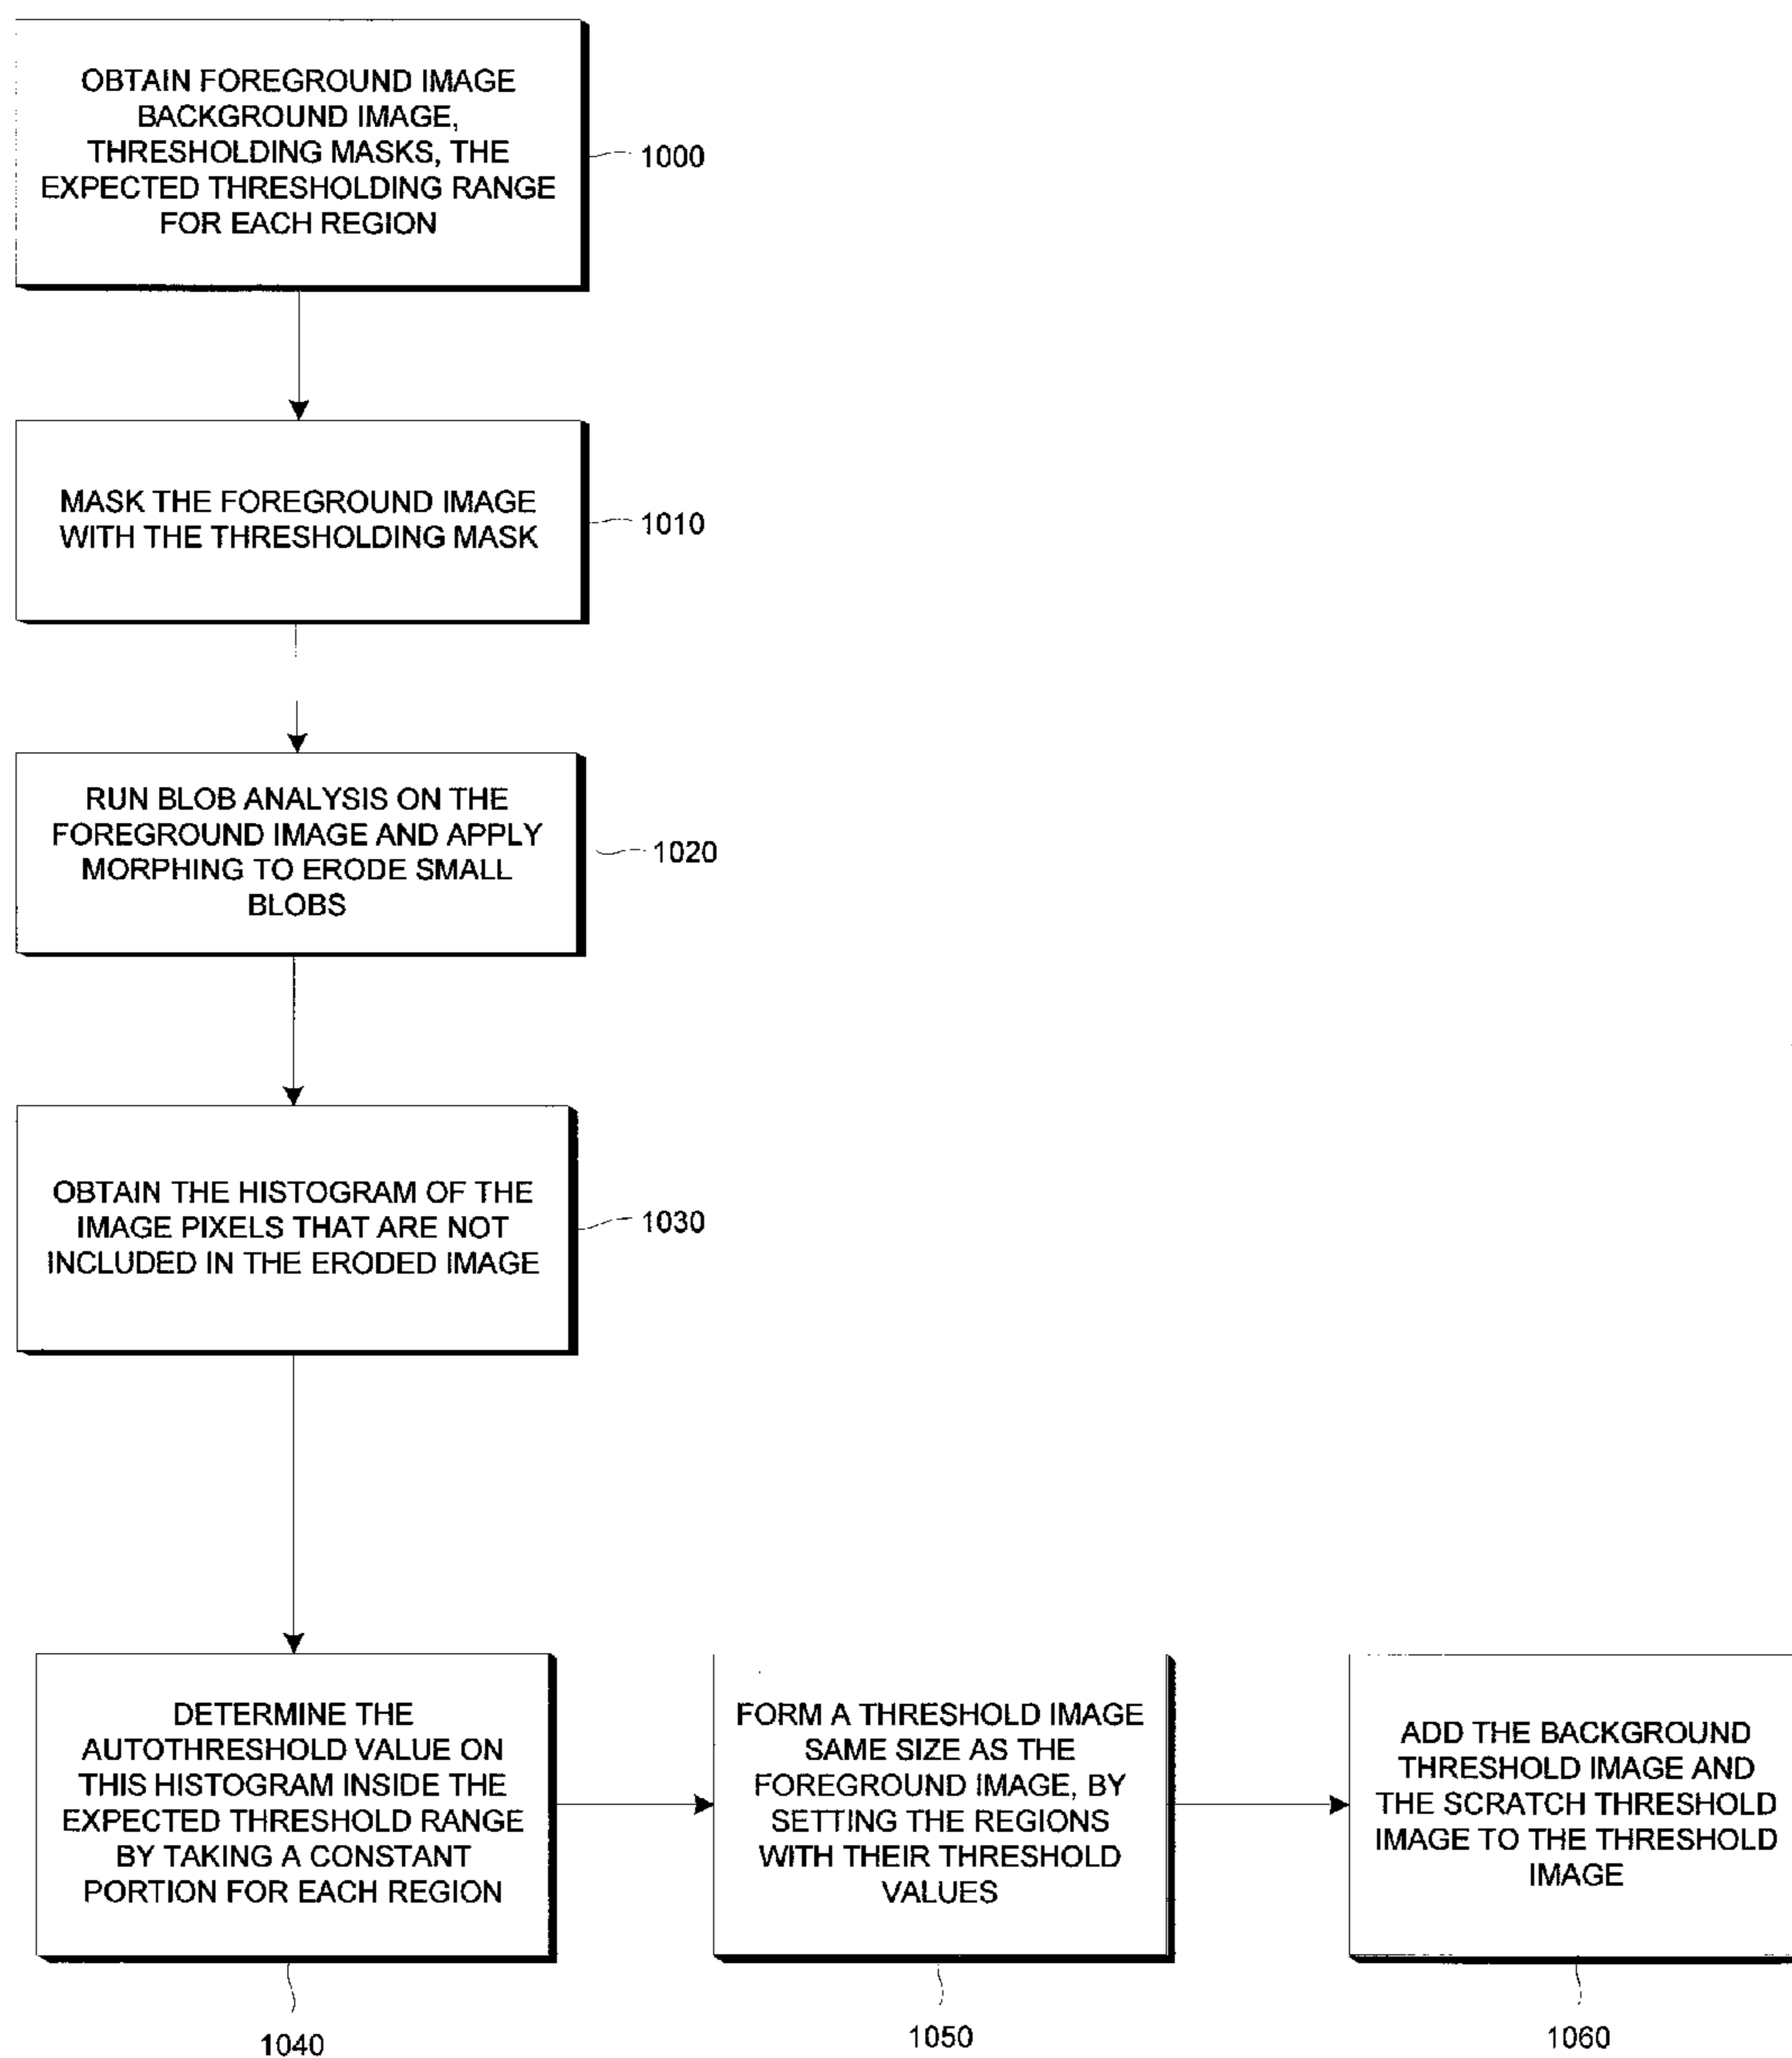 OBTAIN FOREGROUND IMAGE
BACKGROUND IMAGE,
THRESHOLDING MASKS, THE
EXPECTED THRESHOLDING RANGE
FOR EACH REGION
1000
MASK THE FOREGROUND IMAGE
WITH THE THRESHOLDING MASK
1010
RUN BLOB ANALYSIS ON THE
FOREGROUND IMAGE AND APPLY
MORPHING TO ERODE SMALL
BLOBS
1020
OBTAIN THE HISTOGRAM OF THE
IMAGE PIXELS THAT ARE NOT
INCLUDED IN THE ERODED IMAGE
1030
DETERMINE THE
AUTOTHRESHOLD VALUE ON
THIS HISTOGRAM INSIDE THE
EXPECTED THRESHOLD RANGE
BY TAKING A CONSTANT
PORTION FOR EACH REGION
1040
FORM A THRESHOLD IMAGE
SAME SIZE AS THE
FOREGROUND IMAGE, BY
SETTING THE REGIONS
WITH THEIR THRESHOLD
VALUES
1050
ADD THE BACKGROUND
THRESHOLD IMAGE AND
THE SCRATCH THRESHOLD
IMAGE TO THE THRESHOLD
IMAGE
1060